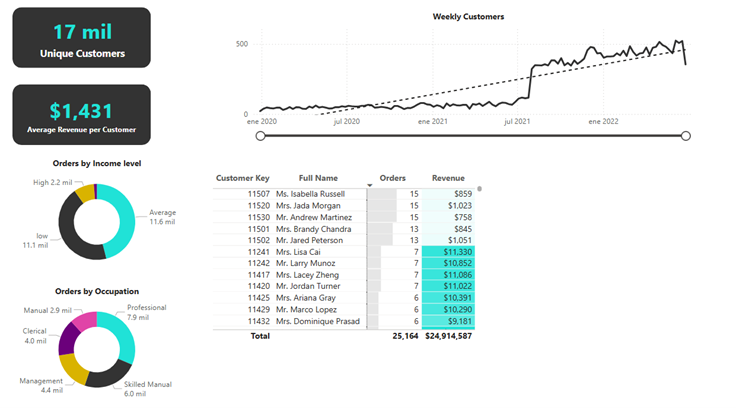 17 mil
Unique Customers
$1,431
Average Revenue per Customer
Orders by Income level
High 2.2 mil
Average
11.6 mil
low
11.1 mil
Orders by Occupation
Manual 2.9 mil
Professional
7.9 mil
Clerical
4.0 mil
Management
4.4 mil
Skilled Manual
6.0 mil
Weekly Customers
500
0
ene 2020 jul 2020 ene 2021 jul 2021 ene 2022
Customer Key Full Name Orders Revenue
11507 Ms. Isabella Russell 15 $859
11520 Mrs. Jada Morgan 15 $1,023
11530 Mr. Andrew Martinez 15 $758
11501 Mrs. Brandy Chandra 13 $845
11502 Mr. Jared Peterson 13 $1,051
11241 Mrs. Lisa Cai 7 $11,330
11242 Mr. Larry Munoz 7 $10,852
11417 Mrs. Lacey Zheng 7 $11,086
11420 Mr. Jordan Turner 7 $11,022
11425 Mrs. Ariana Gray 6 $10,391
11429 Mr. Marco Lopez 6 $10,290
11432 Mrs. Dominique Prasad 6 $9,181
Total 25,164 $24,914,587